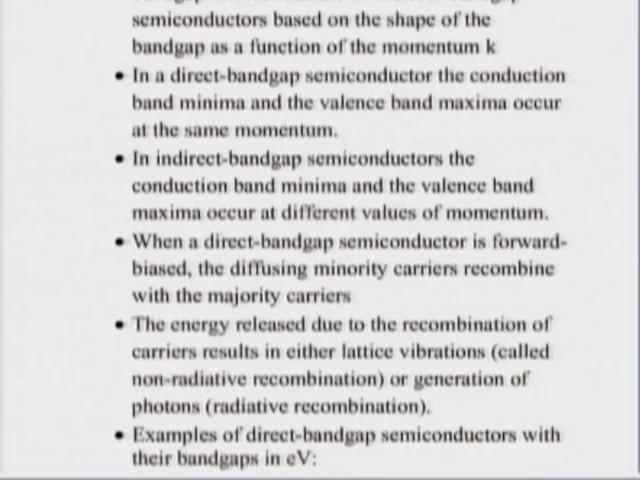 semiconductors based on the shape of the
bandgap as a function of the momentum k
• In a direct-bandgap semiconductor the conduction
band minima and the valence band maxima occur
at the same momentum.
• In indirect-bandgap semiconductors the
conduction band minima and the valence band
maxima occur at different values of momentum.
• When a direct-bandgap semiconductor is forward-
biased, the diffusing minority carriers recombine
with the majority carriers
• The energy released due to the recombination of
carriers results in either lattice vibrations (called
non-radiative recombination) or generation of
photons (radiative recombination).
• Examples of direct-bandgap semiconductors with
their bandgaps in eV: